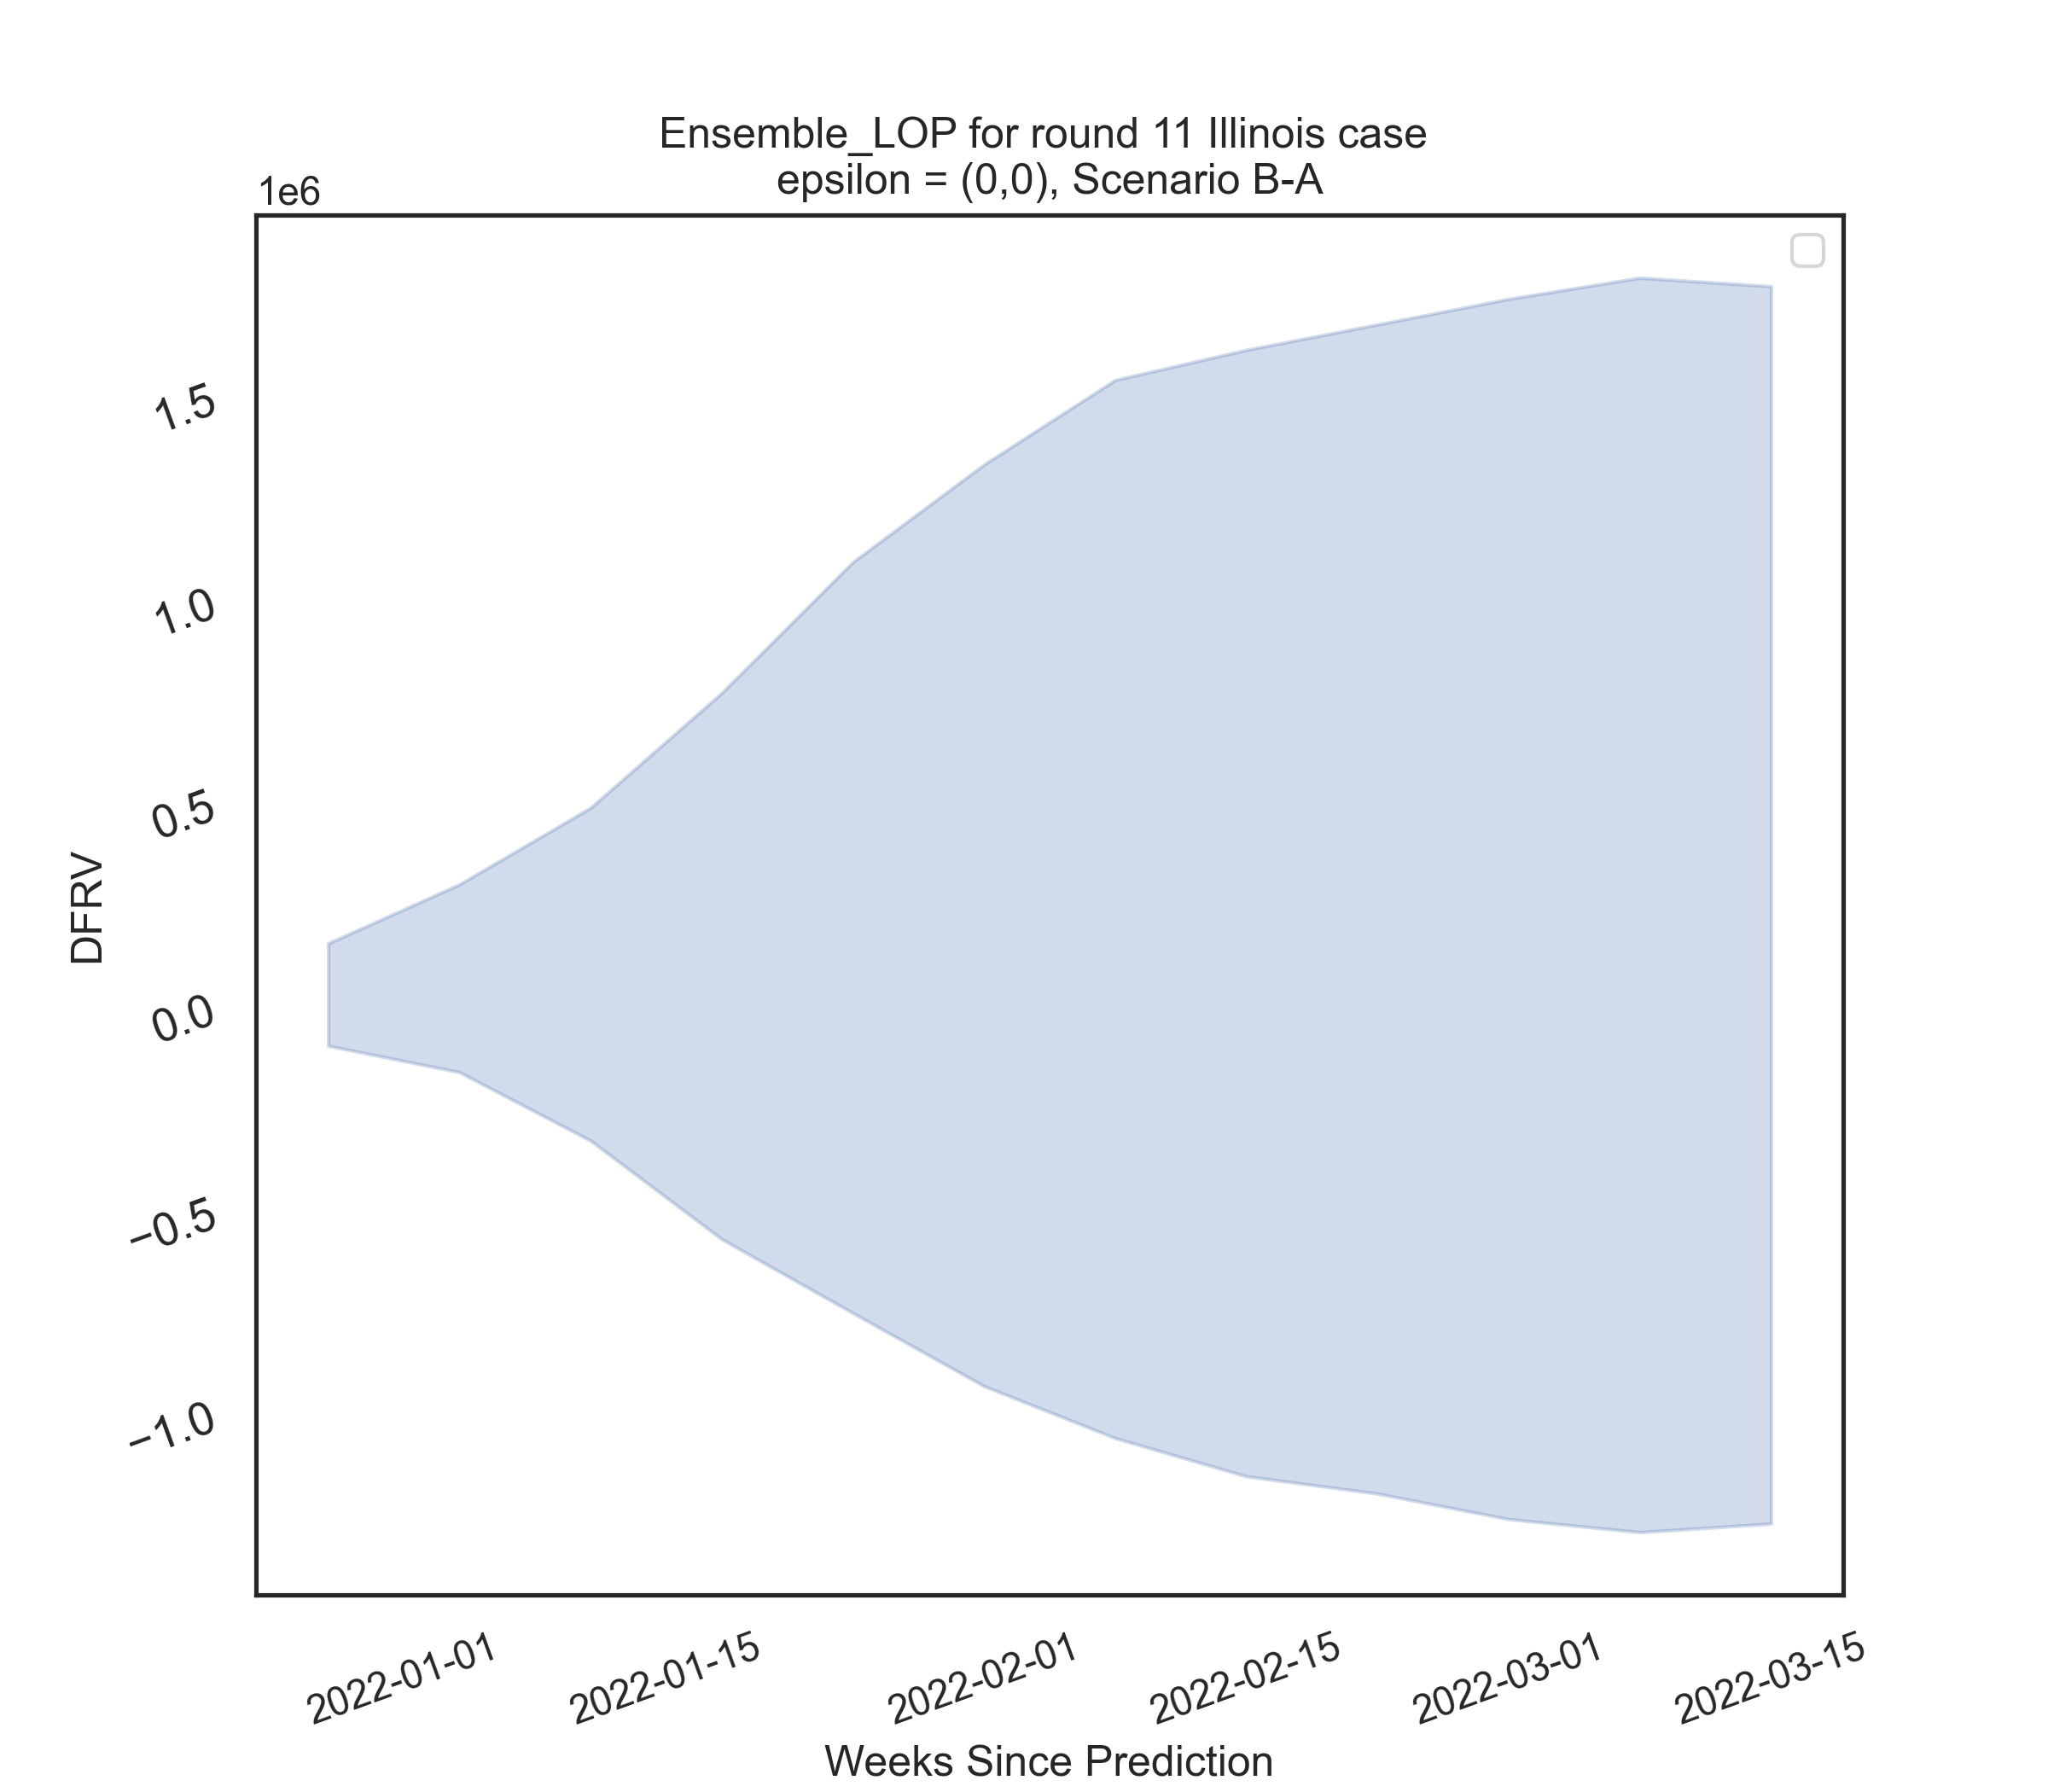 Ensemble_LOP for round 11 Illinois case
epsilon = (0,0), Scenario B-A
1e6
1.5
1.0
0.5
0.0
−0.5
−1.0
DFRV
2022-01-01
2022-01-15
2022-02-01
2022-02-15
2022-03-01
2022-03-15
Weeks Since Prediction